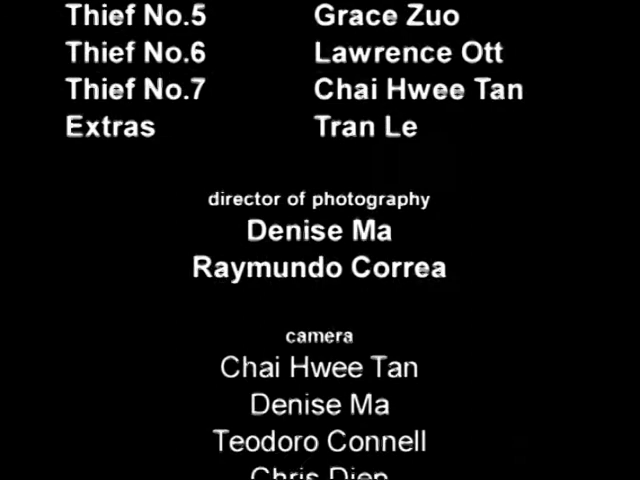 Thief No.5 Grace Zuo
Thief No.6 Lawrence Ott
Thief No.7 Chai Hwee Tan
Extras Tran Le
director of photography
Denise Ma
Raymundo Correa
camera
Chai Hwee Tan
Denise Ma
Teodoro Connell
Chris